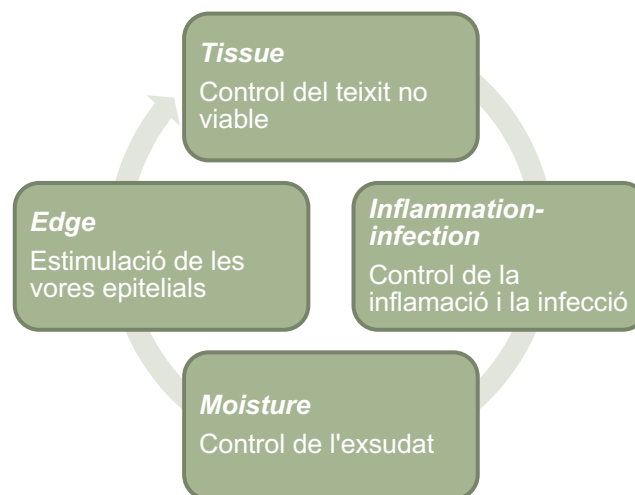 Tissue
Control del teixit no
viable
Inflammation-
infection
Control de la
inflamació i la infecció
Moisture
Control de l'exsudat
Edge
Estimulació de les
vores epitelials